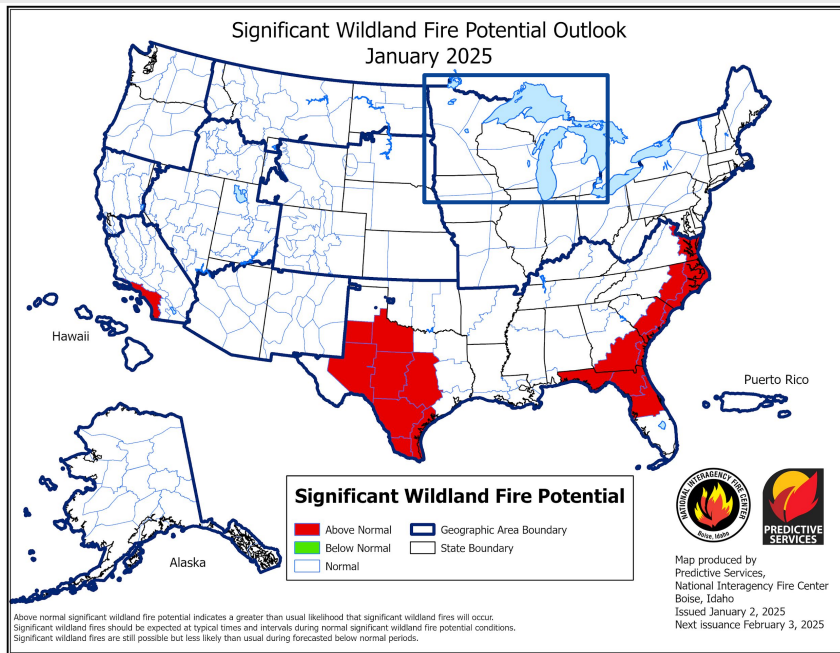 Significant Wildland Fire Potential Outlook
January 2025
Hawaii
Puerto Rico
Alaska
Significant Wildland Fire Potential
Above Normal
Below Normal
Normal
Geographic Area Boundary
State Boundary
NATIONAL INTERAGENCY FIRE CENTER
Boise, Idaho
PREDICTIVE
SERVICES
Map produced by
Predictive Services,
National Interagency Fire Center
Boise, Idaho
Issued January 2, 2025
Next issuance February 3, 2025
Above normal significant wildland fire potential indicates a greater than usual likelihood that significant wildland fires will occur.
Significant wildland fires should be expected at typical times and intervals during normal significant wildland fire potential conditions.
Significant wildland fires are still possible but less likely than usual during forecasted below normal periods.